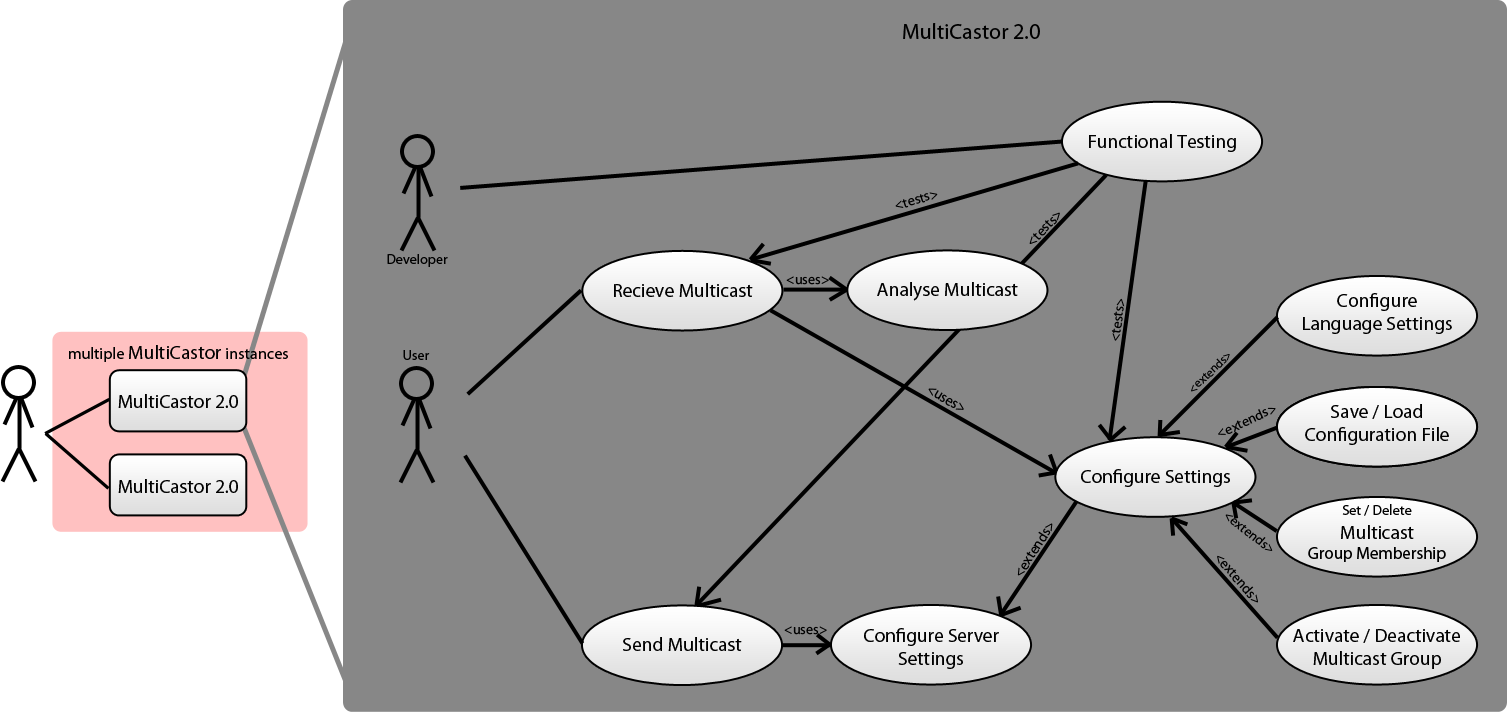 MultiCastor 2.0
Functional Testing
<tests>
<tests>
Developer
Recieve Multicast
<uses>
Analyse Multicast
<tests>
Configure
Language Settings
multiple MultiCastor instances
User
<extends>
MultiCastor 2.0
<uses>
<extends>
Save / Load
Configuration File
MultiCastor 2.0
Configure Settings
<extends>
Set / Delete
Multicast
Group Membership
<extends>
<extends>
Send Multicast
<uses>
Configure Server
Settings
Activate / Deactivate
Multicast Group